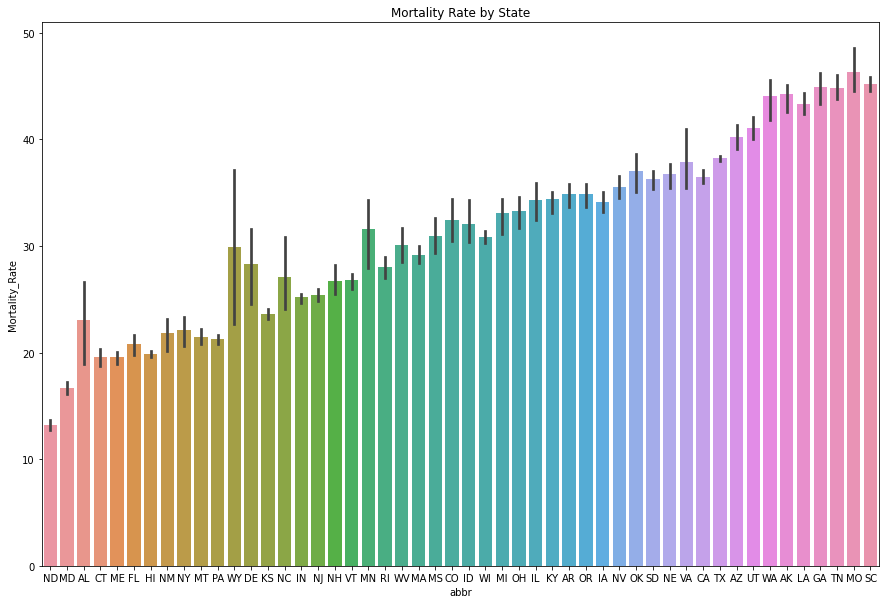 Mortality Rate by State
50
40
30
20
10
0
Mortality_Rate
ND MD AL CT ME FL HI NM NY MT PA WY DE KS NC IN NJ NH VT MN RI WV MA MS CO ID WI MI OH IL KY AR OR IA NV OK SD NE VA CA TX AZ UT WA AK LA GA TN MO SC
abbr